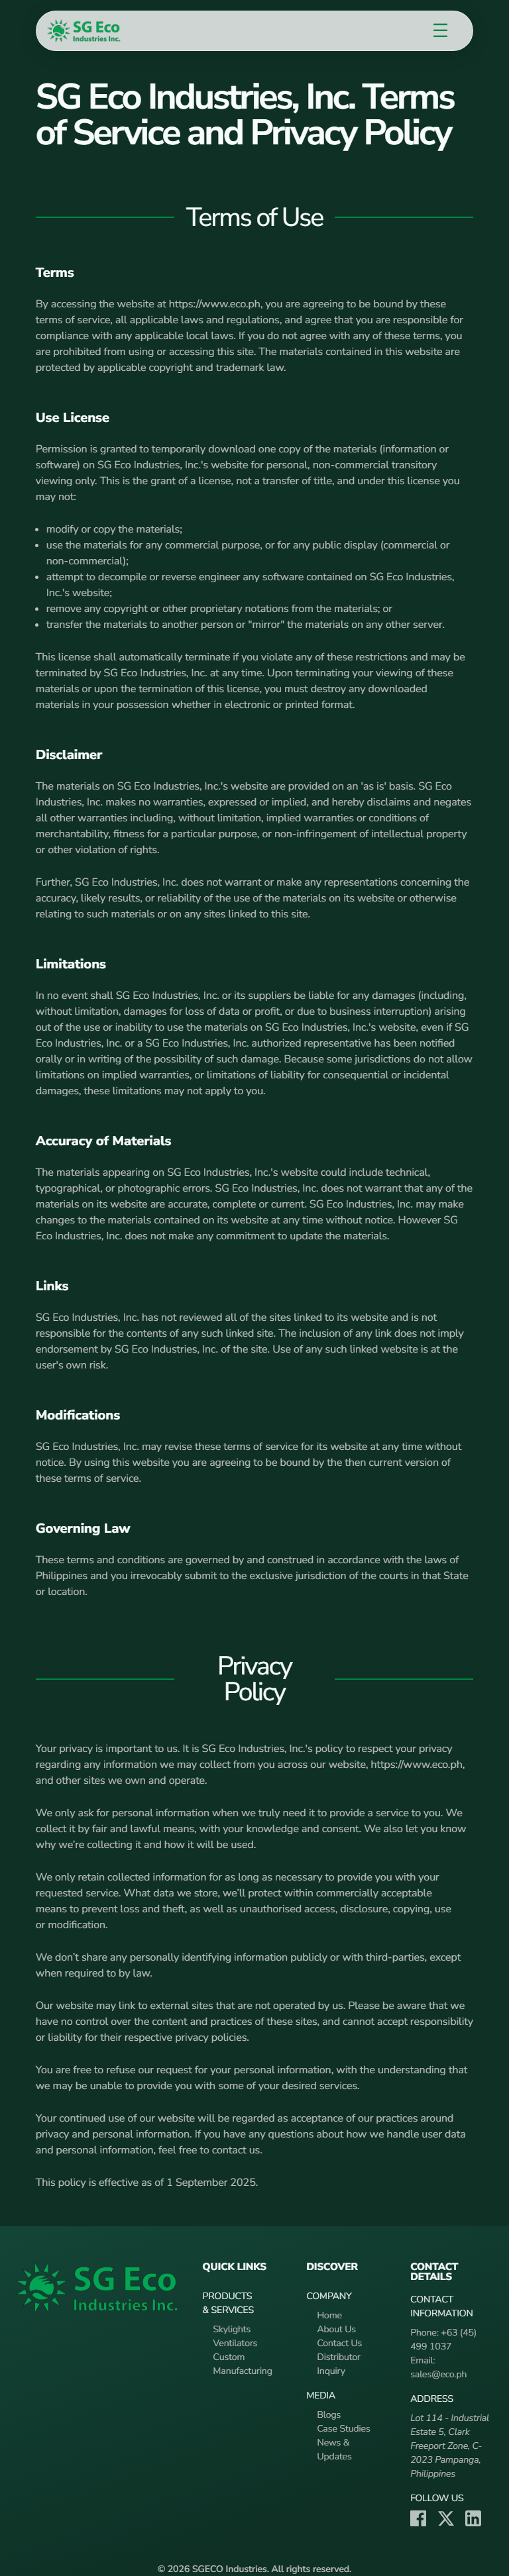 SG Eco
Industries Inc.
SG Eco Industries, Inc. Terms
of Service and Privacy Policy
Terms of Use
Terms
By accessing the website at https://www.eco.ph, you are agreeing to be bound by these
terms of service, all applicable laws and regulations, and agree that you are responsible for
compliance with any applicable local laws. If you do not agree with any of these terms, you
are prohibited from using or accessing this site. The materials contained in this website are
protected by applicable copyright and trademark law.
Use License
Permission is granted to temporarily download one copy of the materials (information or
software) on SG Eco Industries, Inc.'s website for personal, non-commercial transitory
viewing only. This is the grant of a license, not a transfer of title, and under this license you
may not:
• modify or copy the materials;
• use the materials for any commercial purpose, or for any public display (commercial or
non-commercial);
• attempt to decompile or reverse engineer any software contained on SG Eco Industries,
Inc.'s website;
• remove any copyright or other proprietary notations from the materials; or
• transfer the materials to another person or "mirror" the materials on any other server.
This license shall automatically terminate if you violate any of these restrictions and may be
terminated by SG Eco Industries, Inc. at any time. Upon terminating your viewing of these
materials or upon the termination of this license, you must destroy any downloaded
materials in your possession whether in electronic or printed format.
Disclaimer
The materials on SG Eco Industries, Inc.'s website are provided on an 'as is' basis. SG Eco
Industries, Inc. makes no warranties, expressed or implied, and hereby disclaims and negates
all other warranties including, without limitation, implied warranties or conditions of
merchantability, fitness for a particular purpose, or non-infringement of intellectual property
or other violation of rights.
Further, SG Eco Industries, Inc. does not warrant or make any representations concerning the
accuracy, likely results, or reliability of the use of the materials on its website or otherwise
relating to such materials or on any sites linked to this site.
Limitations
In no event shall SG Eco Industries, Inc. or its suppliers be liable for any damages (including,
without limitation, damages for loss of data or profit, or due to business interruption) arising
out of the use or inability to use the materials on SG Eco Industries, Inc.'s website, even if SG
Eco Industries, Inc. or a SG Eco Industries, Inc. authorized representative has been notified
orally or in writing of the possibility of such damage. Because some jurisdictions do not allow
limitations on implied warranties, or limitations of liability for consequential or incidental
damages, these limitations may not apply to you.
Accuracy of Materials
The materials appearing on SG Eco Industries, Inc.'s website could include technical,
typographical, or photographic errors. SG Eco Industries, Inc. does not warrant that any of the
materials on its website are accurate, complete or current. SG Eco Industries, Inc. may make
changes to the materials contained on its website at any time without notice. However SG
Eco Industries, Inc. does not make any commitment to update the materials.
Links
SG Eco Industries, Inc. has not reviewed all of the sites linked to its website and is not
responsible for the contents of any such linked site. The inclusion of any link does not imply
endorsement by SG Eco Industries, Inc. of the site. Use of any such linked website is at the
user's own risk.
Modifications
SG Eco Industries, Inc. may revise these terms of service for its website at any time without
notice. By using this website you are agreeing to be bound by the then current version of
these terms of service.
Governing Law
These terms and conditions are governed by and construed in accordance with the laws of
Philippines and you irrevocably submit to the exclusive jurisdiction of the courts in that State
or location.
Privacy
Policy
Your privacy is important to us. It is SG Eco Industries, Inc.'s policy to respect your privacy
regarding any information we may collect from you across our website, https://www.eco.ph,
and other sites we own and operate.
We only ask for personal information when we truly need it to provide a service to you. We
collect it by fair and lawful means, with your knowledge and consent. We also let you know
why we’re collecting it and how it will be used.
We only retain collected information for as long as necessary to provide you with your
requested service. What data we store, we’ll protect within commercially acceptable
means to prevent loss and theft, as well as unauthorised access, disclosure, copying, use
or modification.
We don’t share any personally identifying information publicly or with third-parties, except
when required to by law.
Our website may link to external sites that are not operated by us. Please be aware that we
have no control over the content and practices of these sites, and cannot accept responsibility
or liability for their respective privacy policies.
You are free to refuse our request for your personal information, with the understanding that
we may be unable to provide you with some of your desired services.
Your continued use of our website will be regarded as acceptance of our practices around
privacy and personal information. If you have any questions about how we handle user data
and personal information, feel free to contact us.
This policy is effective as of 1 September 2025.
SG Eco
Industries Inc.
QUICK LINKS
PRODUCTS
& SERVICES
Skylights
Ventilators
Custom
Manufacturing
DISCOVER
COMPANY
Home
About Us
Contact Us
Distributor
Inquiry
MEDIA
Blogs
Case Studies
News &
Updates
CONTACT
DETAILS
CONTACT
INFORMATION
Phone: +63 (45)
499 1037
Email:
sales@eco.ph
ADDRESS
Lot 114 - Industrial
Estate 5, Clark
Freeport Zone, C-
2023 Pampanga,
Philippines
FOLLOW US
© 2026 SGECO Industries. All rights reserved.